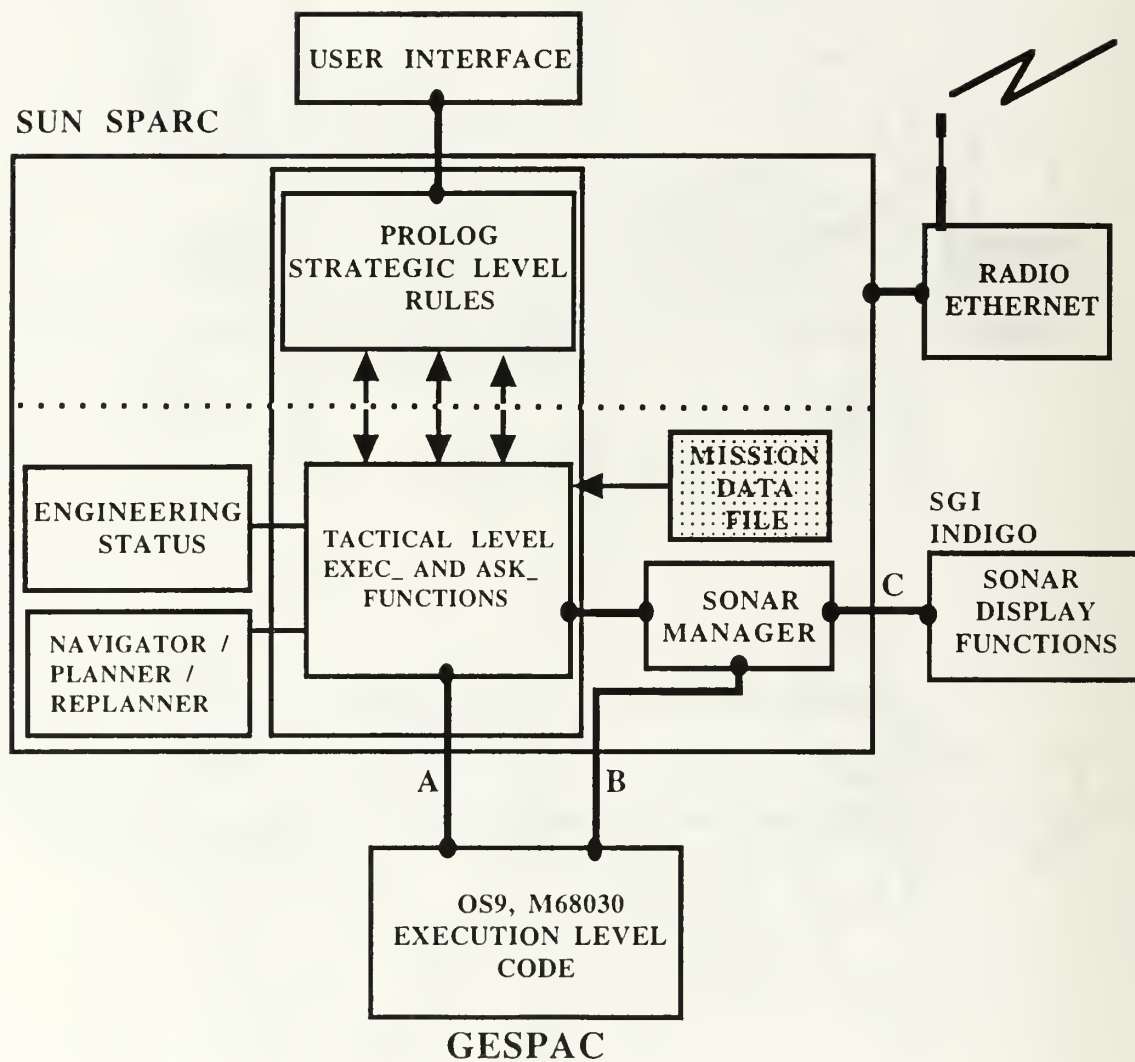 USER INTERFACE
SUN SPARC
PROLOG
STRATEGIC LEVEL
RULES
RADIO
ETHERNET
MISSION
DATA
FILE
ENGINEERING
STATUS
TACTICAL LEVEL
EXEC_ AND ASK_
FUNCTIONS
NAVIGATOR /
PLANNER /
REPLANNER
SONAR
MANAGER
C
SGI
INDIGO
SONAR
DISPLAY
FUNCTIONS
A
B
OS9, M68030
EXECUTION LEVEL
CODE
GESPAC